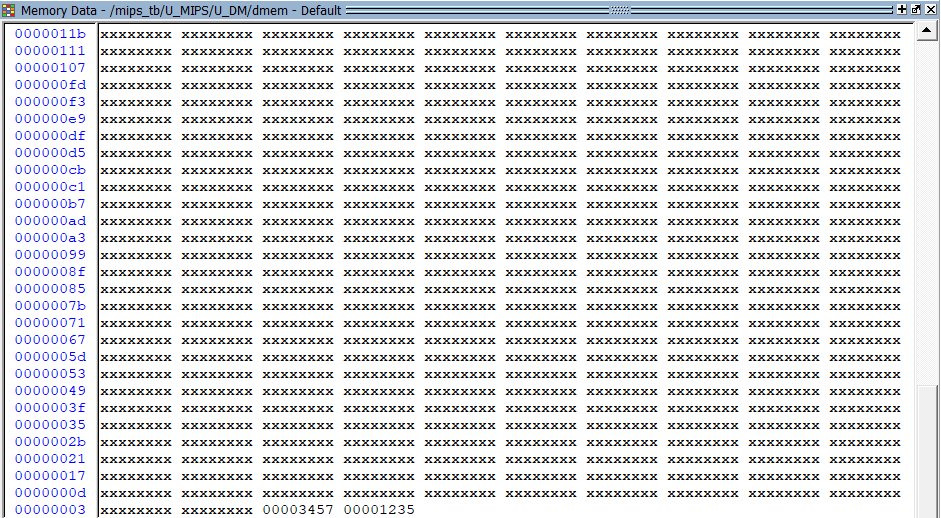 Memory Data - /mips_tb/U_MIPS/U_DM/dmem - Default
0000011b xxxxxxxx xxxxxxxx xxxxxxxx xxxxxxxx xxxxxxxx xxxxxxxx xxxxxxxx xxxxxxxx xxxxxxxx xxxxxxxx
00000111 xxxxxxxx xxxxxxxx xxxxxxxx xxxxxxxx xxxxxxxx xxxxxxxx xxxxxxxx xxxxxxxx xxxxxxxx xxxxxxxx
00000107 xxxxxxxx xxxxxxxx xxxxxxxx xxxxxxxx xxxxxxxx xxxxxxxx xxxxxxxx xxxxxxxx xxxxxxxx xxxxxxxx
000000fd xxxxxxxx xxxxxxxx xxxxxxxx xxxxxxxx xxxxxxxx xxxxxxxx xxxxxxxx xxxxxxxx xxxxxxxx xxxxxxxx
000000f3 xxxxxxxx xxxxxxxx xxxxxxxx xxxxxxxx xxxxxxxx xxxxxxxx xxxxxxxx xxxxxxxx xxxxxxxx xxxxxxxx
000000e9 xxxxxxxx xxxxxxxx xxxxxxxx xxxxxxxx xxxxxxxx xxxxxxxx xxxxxxxx xxxxxxxx xxxxxxxx xxxxxxxx
000000df xxxxxxxx xxxxxxxx xxxxxxxx xxxxxxxx xxxxxxxx xxxxxxxx xxxxxxxx xxxxxxxx xxxxxxxx xxxxxxxx
000000d5 xxxxxxxx xxxxxxxx xxxxxxxx xxxxxxxx xxxxxxxx xxxxxxxx xxxxxxxx xxxxxxxx xxxxxxxx xxxxxxxx
000000cb xxxxxxxx xxxxxxxx xxxxxxxx xxxxxxxx xxxxxxxx xxxxxxxx xxxxxxxx xxxxxxxx xxxxxxxx xxxxxxxx
000000c1 xxxxxxxx xxxxxxxx xxxxxxxx xxxxxxxx xxxxxxxx xxxxxxxx xxxxxxxx xxxxxxxx xxxxxxxx xxxxxxxx
000000b7 xxxxxxxx xxxxxxxx xxxxxxxx xxxxxxxx xxxxxxxx xxxxxxxx xxxxxxxx xxxxxxxx xxxxxxxx xxxxxxxx
000000ad xxxxxxxx xxxxxxxx xxxxxxxx xxxxxxxx xxxxxxxx xxxxxxxx xxxxxxxx xxxxxxxx xxxxxxxx xxxxxxxx
000000a3 xxxxxxxx xxxxxxxx xxxxxxxx xxxxxxxx xxxxxxxx xxxxxxxx xxxxxxxx xxxxxxxx xxxxxxxx xxxxxxxx
00000099 xxxxxxxx xxxxxxxx xxxxxxxx xxxxxxxx xxxxxxxx xxxxxxxx xxxxxxxx xxxxxxxx xxxxxxxx xxxxxxxx
0000008f xxxxxxxx xxxxxxxx xxxxxxxx xxxxxxxx xxxxxxxx xxxxxxxx xxxxxxxx xxxxxxxx xxxxxxxx xxxxxxxx
00000085 xxxxxxxx xxxxxxxx xxxxxxxx xxxxxxxx xxxxxxxx xxxxxxxx xxxxxxxx xxxxxxxx xxxxxxxx xxxxxxxx
0000007b xxxxxxxx xxxxxxxx xxxxxxxx xxxxxxxx xxxxxxxx xxxxxxxx xxxxxxxx xxxxxxxx xxxxxxxx xxxxxxxx
00000071 xxxxxxxx xxxxxxxx xxxxxxxx xxxxxxxx xxxxxxxx xxxxxxxx xxxxxxxx xxxxxxxx xxxxxxxx xxxxxxxx
00000067 xxxxxxxx xxxxxxxx xxxxxxxx xxxxxxxx xxxxxxxx xxxxxxxx xxxxxxxx xxxxxxxx xxxxxxxx xxxxxxxx
0000005d xxxxxxxx xxxxxxxx xxxxxxxx xxxxxxxx xxxxxxxx xxxxxxxx xxxxxxxx xxxxxxxx xxxxxxxx xxxxxxxx
00000053 xxxxxxxx xxxxxxxx xxxxxxxx xxxxxxxx xxxxxxxx xxxxxxxx xxxxxxxx xxxxxxxx xxxxxxxx xxxxxxxx
00000049 xxxxxxxx xxxxxxxx xxxxxxxx xxxxxxxx xxxxxxxx xxxxxxxx xxxxxxxx xxxxxxxx xxxxxxxx xxxxxxxx
0000003f xxxxxxxx xxxxxxxx xxxxxxxx xxxxxxxx xxxxxxxx xxxxxxxx xxxxxxxx xxxxxxxx xxxxxxxx xxxxxxxx
00000035 xxxxxxxx xxxxxxxx xxxxxxxx xxxxxxxx xxxxxxxx xxxxxxxx xxxxxxxx xxxxxxxx xxxxxxxx xxxxxxxx
0000002b xxxxxxxx xxxxxxxx xxxxxxxx xxxxxxxx xxxxxxxx xxxxxxxx xxxxxxxx xxxxxxxx xxxxxxxx xxxxxxxx
00000021 xxxxxxxx xxxxxxxx xxxxxxxx xxxxxxxx xxxxxxxx xxxxxxxx xxxxxxxx xxxxxxxx xxxxxxxx xxxxxxxx
00000017 xxxxxxxx xxxxxxxx xxxxxxxx xxxxxxxx xxxxxxxx xxxxxxxx xxxxxxxx xxxxxxxx xxxxxxxx xxxxxxxx
0000000d xxxxxxxx xxxxxxxx xxxxxxxx xxxxxxxx xxxxxxxx xxxxxxxx xxxxxxxx xxxxxxxx xxxxxxxx xxxxxxxx
00000003 xxxxxxxx xxxxxxxx 00003457 00001235